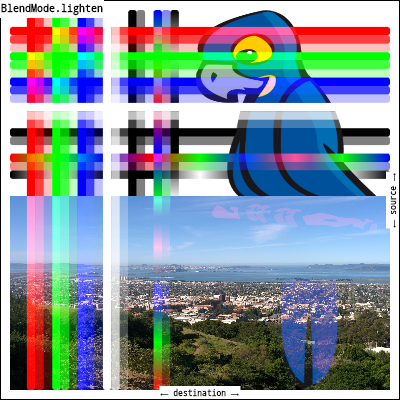 BlendMode.lighten
← source →
← destination →